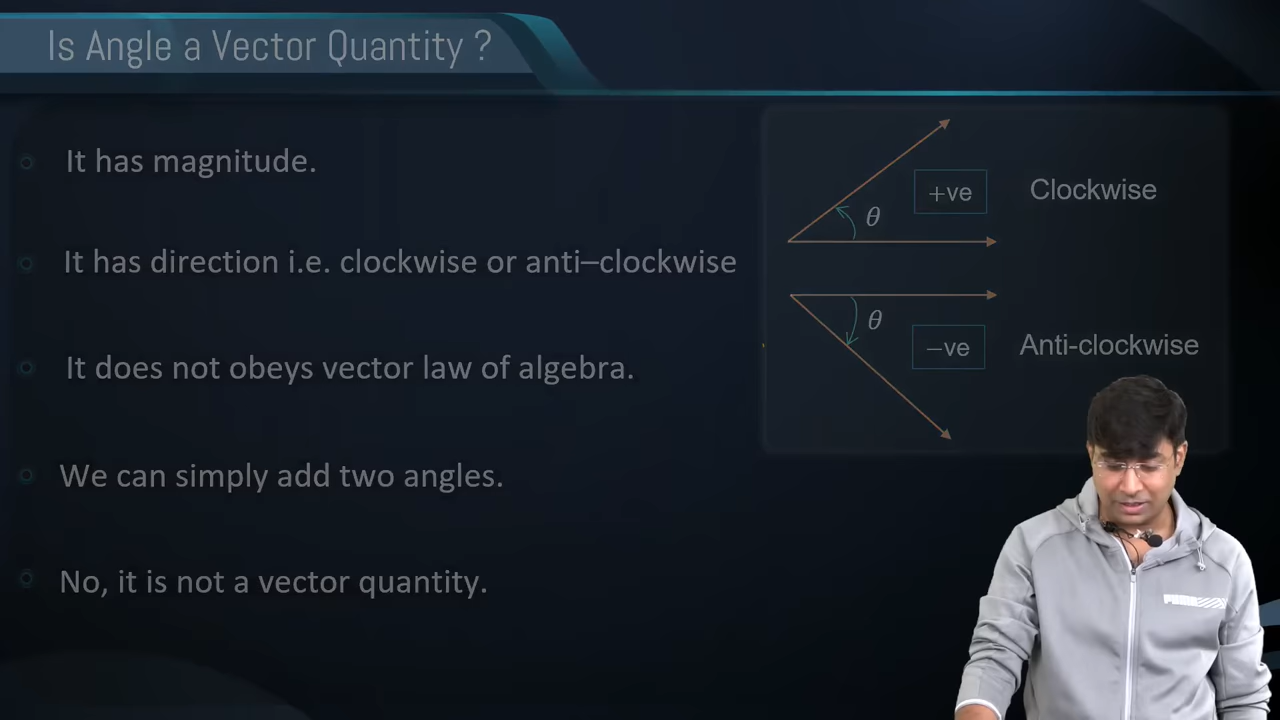 Is Angle a Vector Quantity ?
It has magnitude.
It has direction i.e. clockwise or anti–clockwise
It does not obeys vector law of algebra.
We can simply add two angles.
No, it is not a vector quantity.
+ve Clockwise
θ
θ
–ve Anti-clockwise
PUMA